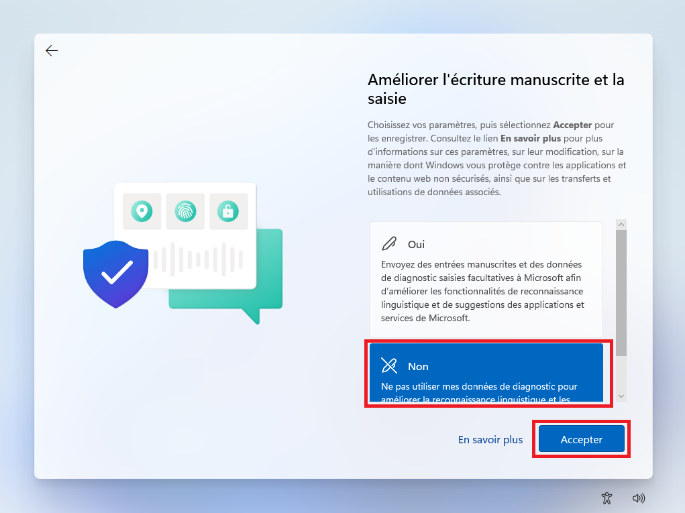 Améliorer l'écriture manuscrite et la
saisie
Choisissez vos paramètres, puis sélectionnez Accepter pour
les enregistrer. Consultez le lien En savoir plus pour plus
d'informations sur ces paramètres, sur leur modification, sur la
manière dont Windows vous protège contre les applications et
le contenu web non sécurisés, ainsi que sur les transferts et
utilisations de données associés.
Oui
Envoyez des entrées manuscrites et des données
de diagnostic saisies facultatives à Microsoft afin
d'améliorer les fonctionnalités de reconnaissance
linguistique et de suggestions des applications et
services de Microsoft.
Non
Ne pas utiliser mes données de diagnostic pour
améliorer la reconnaissance linguistique et les
En savoir plus
Accepter